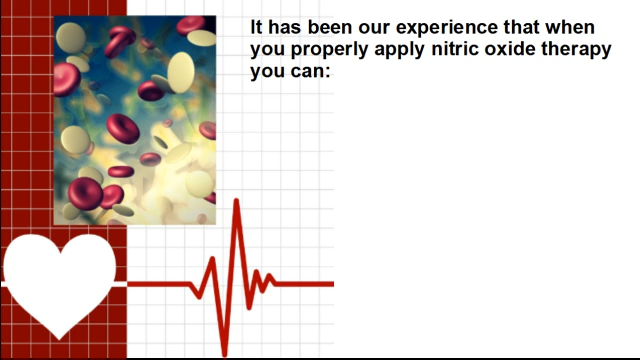 It has been our experience that when
you properly apply nitric oxide therapy
you can: